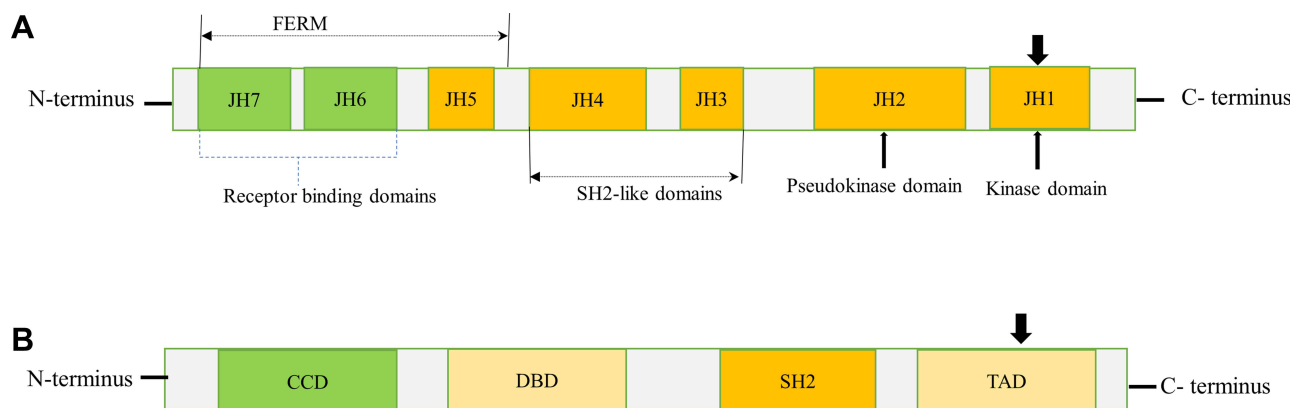 A
FERM
N-terminus
JH7
JH6
JH5
JH4
JH3
JH2
JH1
C- terminus
Receptor binding domains
SH2-like domains
Pseudokinase domain
Kinase domain
B
N-terminus
CCD
DBD
SH2
TAD
C- terminus